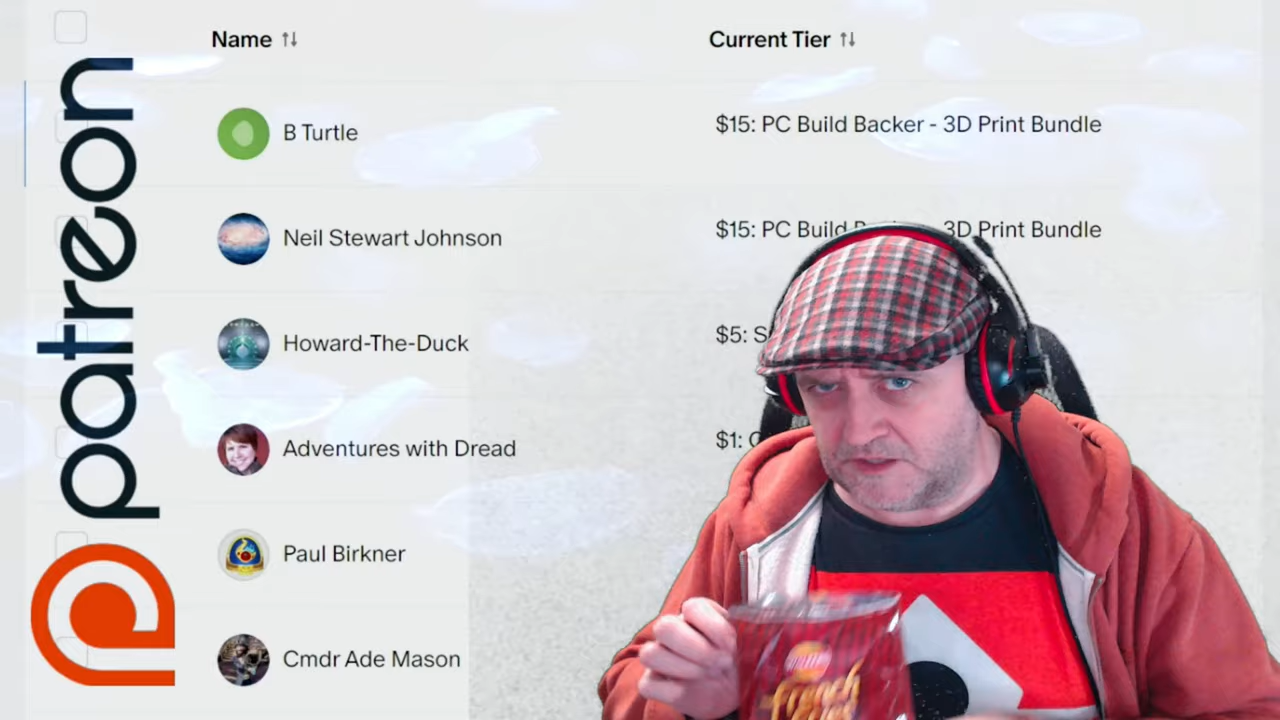 patreon
Name
Current Tier
B Turtle
$15: PC Build Backer - 3D Print Bundle
Neil Stewart Johnson
$15: PC Build 3D Print Bundle
Howard-The-Duck
$5:
Adventures with Dread
$1:
Paul Birkner
Cmdr Ade Mason
French